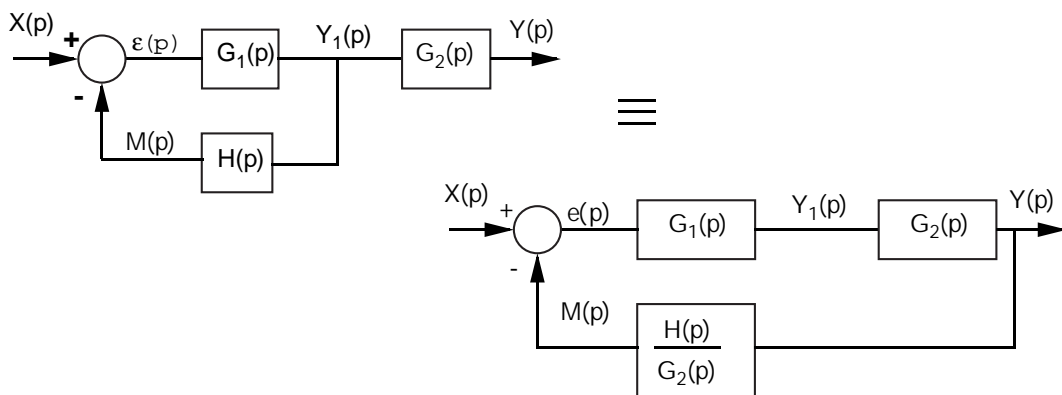 X(p)
+
ε(p)
G1(p)
Y1(p)
G2(p)
Y(p)
-
M(p)
H(p)
≡
X(p)
+
e(p)
G1(p)
Y1(p)
G2(p)
Y(p)
-
M(p)
H(p)
G2(p)